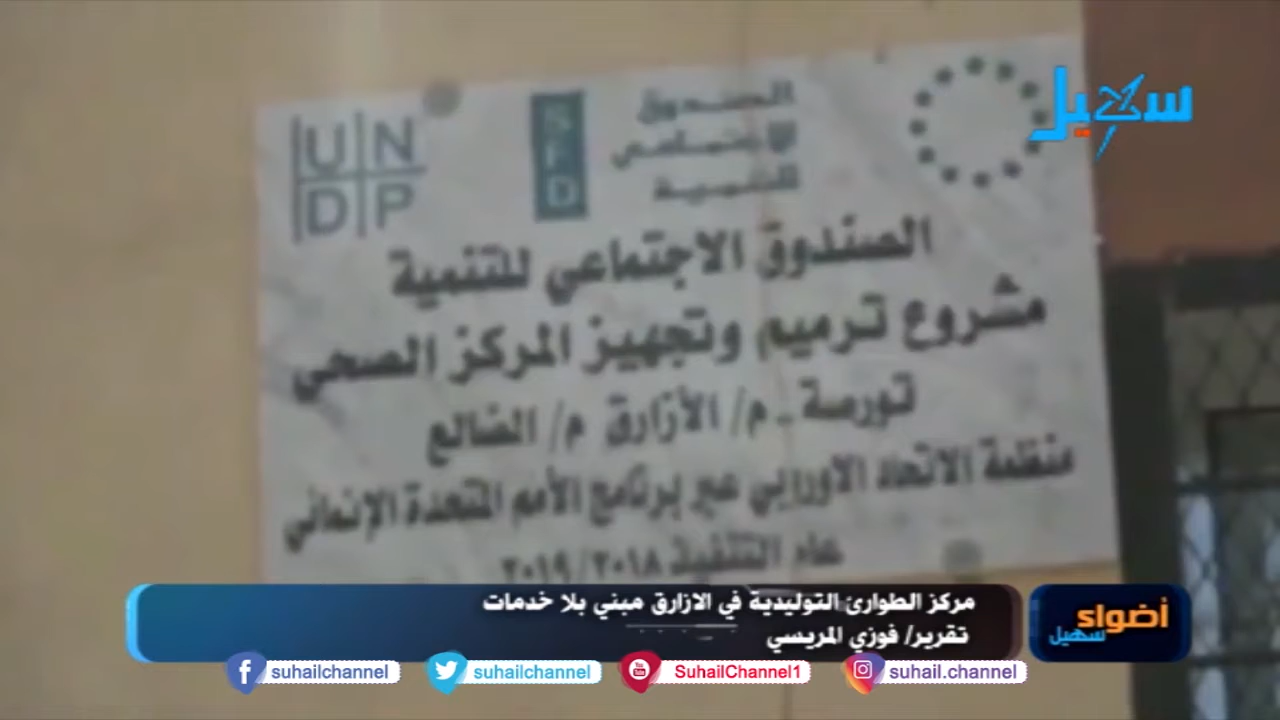 سهيل
UN
DP
SFD
الصندوق
الاجتماعي
للتنمية
الصندوق الاجتماعي للتنمية
مشروع ترميم وتجهيز المركز الصحي
تورصة - م/ الأزارق م/ الضالع
منظمة الاتحاد الاوروبي عبر برنامج الأمم المتحدة الإنمائي
عام التنفيذ ٢٠١٨/٢٠١٩
مركز الطوارئ التوليدية في الازارق مبني بلا خدمات
تقرير/ فوزي المريسي
أضواء
سهيل
suhailchannel
suhailchannel
You Tube
SuhailChannel1
suhail.channel